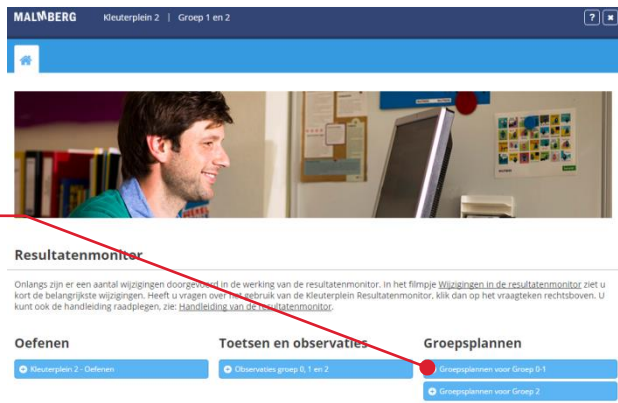 MALMBERG Kleuterplein 2 | Groep 1 en 2 ? x
Resultatenmonitor
Onlangs zijn er een aantal wijzigingen doorgevoerd in de werking van de resultatenmonitor. In het filmpje Wijzigingen in de resultatenmonitor ziet u
kort de belangrijkste wijzigingen. Heeft u vragen over het gebruik van de Kleuterplein Resultatenmonitor, klik dan op het vraagteken rechtsboven. U
kunt ook de handleiding raadplegen, zie: Handleiding van de resultatenmonitor.
Oefenen
Kleuterplein 2 - Oefenen
Toetsen en observaties
Observaties groep 0, 1 en 2
Groepsplannen
Groepsplannen voor Groep 0-1
Groepsplannen voor Groep 2